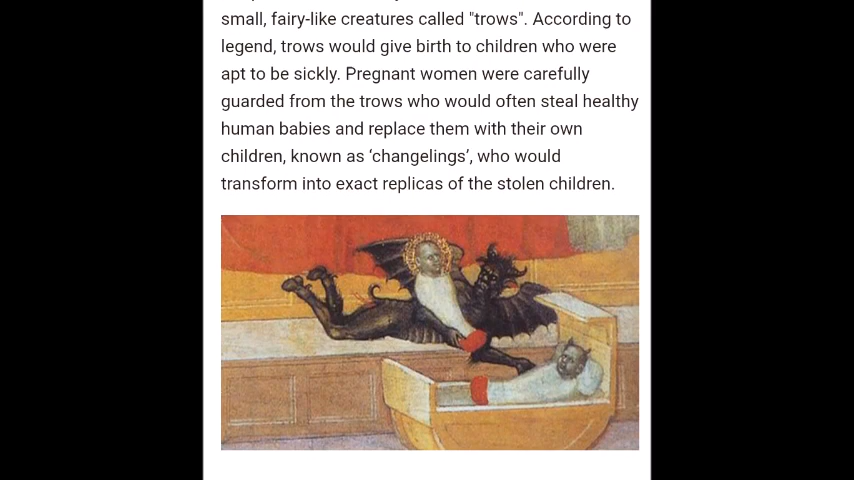 small, fairy-like creatures called "trows". According to
legend, trows would give birth to children who were
apt to be sickly. Pregnant women were carefully
guarded from the trows who would often steal healthy
human babies and replace them with their own
children, known as ‘changelings’, who would
transform into exact replicas of the stolen children.